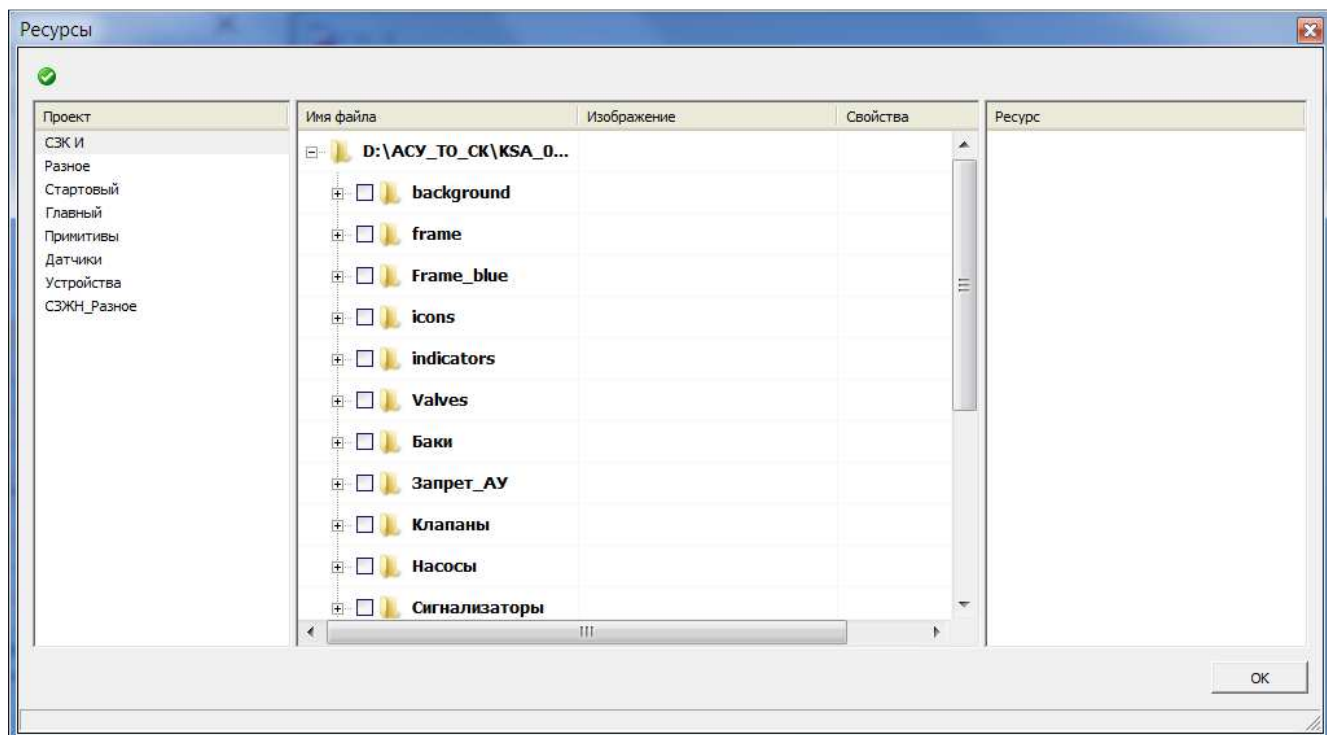 Ресурсы
Проект
СЗК И
Разное
Стартовый
Главный
Примитивы
Датчики
Устройства
СЗЖН_Разное
Имя файла Изображение Свойства
D:\АСУ_ТО_СК\KSA_0...
background
frame
Frame_blue
icons
indicators
Valves
Баки
Запрет_АУ
Клапаны
Насосы
Сигнализаторы
Ресурс
OK